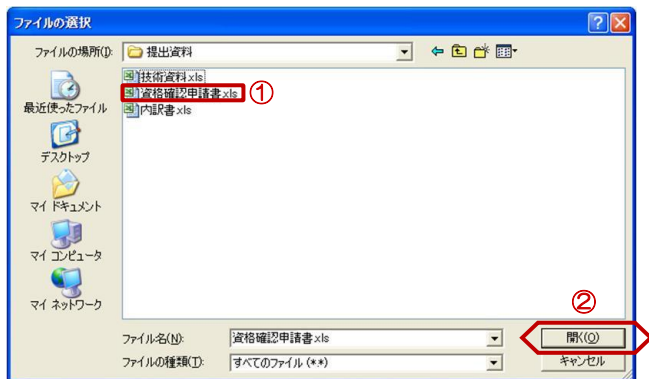 ファイルの選択
ファイルの場所(I):
提出資料
技術資料.xls
資格確認申請書.xls
①
内訳書.xls
最近使ったファイル
デスクトップ
マイ ドキュメント
マイ コンピュータ
マイ ネットワーク
②
ファイル名(N):
資格確認申請書.xls
開く(O)
ファイルの種類(T):
すべてのファイル (*.*)
キャンセル